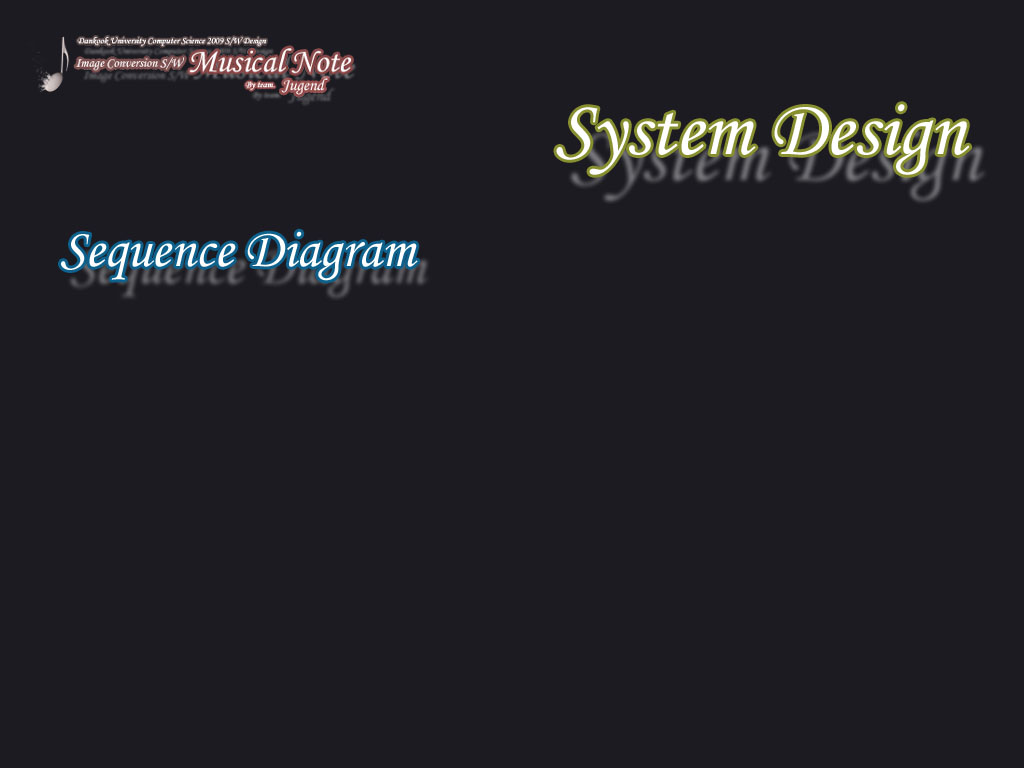 Dankook University Computer Science 2009 S/W Design
Image Conversion S/W Musical Note
By team. Jugend
System Design
Sequence Diagram